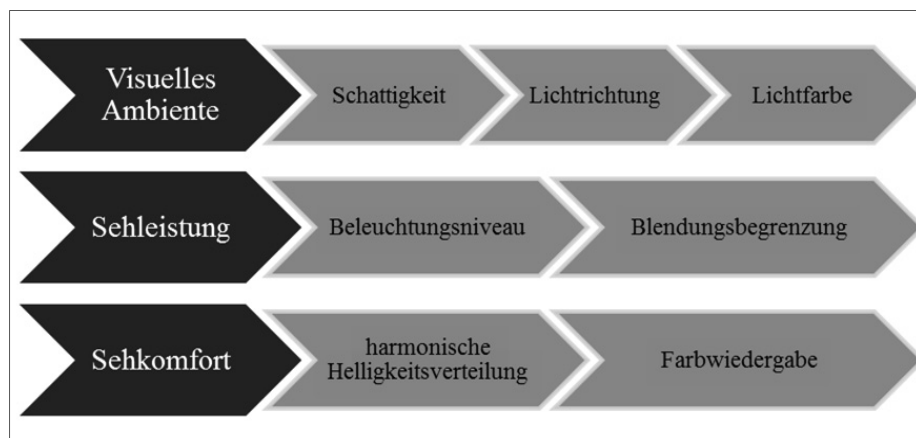 Visuelles
Ambiente
Schattigkeit
Lichtrichtung
Lichtfarbe
Sehleistung
Beleuchtungsniveau
Blendungsbegrenzung
Sehkomfort
harmonische
Helligkeitsverteilung
Farbwiedergabe